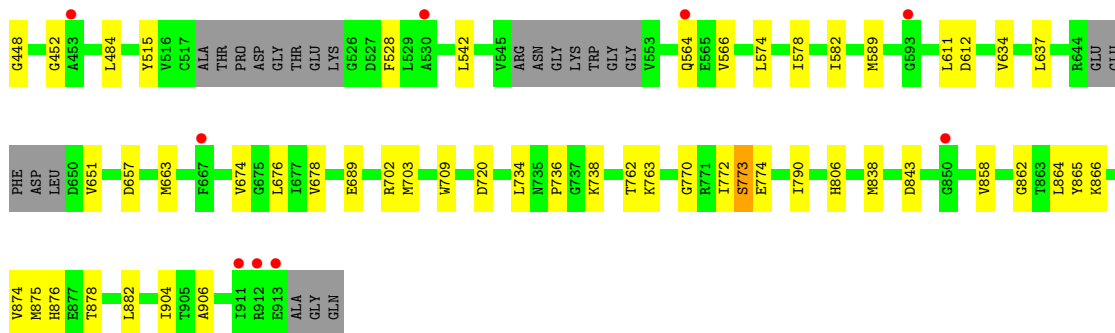 G448 G452 A453 L484 Y515 V516 C517 ALA THR PRO ASP GLY THR GLU LYS G526 D527 F528 L529 A530 L542 V545 ARG ASN GLY LYS TRP GLY GLY V553 Q564 E565 V566 L574 I578 I582 M589 G593 L611 D612 V634 L637 R644 GLU GLU
PHE ASP LEU D650 V651 D657 M663 F667 V674 G675 L676 I677 V678 E689 R702 M703 W709 D720 L734 N735 P736 G737 K738 T762 K763 G770 R771 I772 S773 E774 I790 H806 M838 D843 G850 V858 G862 T863 L864 Y865 K866
V874 M875 H876 E877 T878 L882 I904 T905 A906 I911 R912 E913 ALA GLY GLN